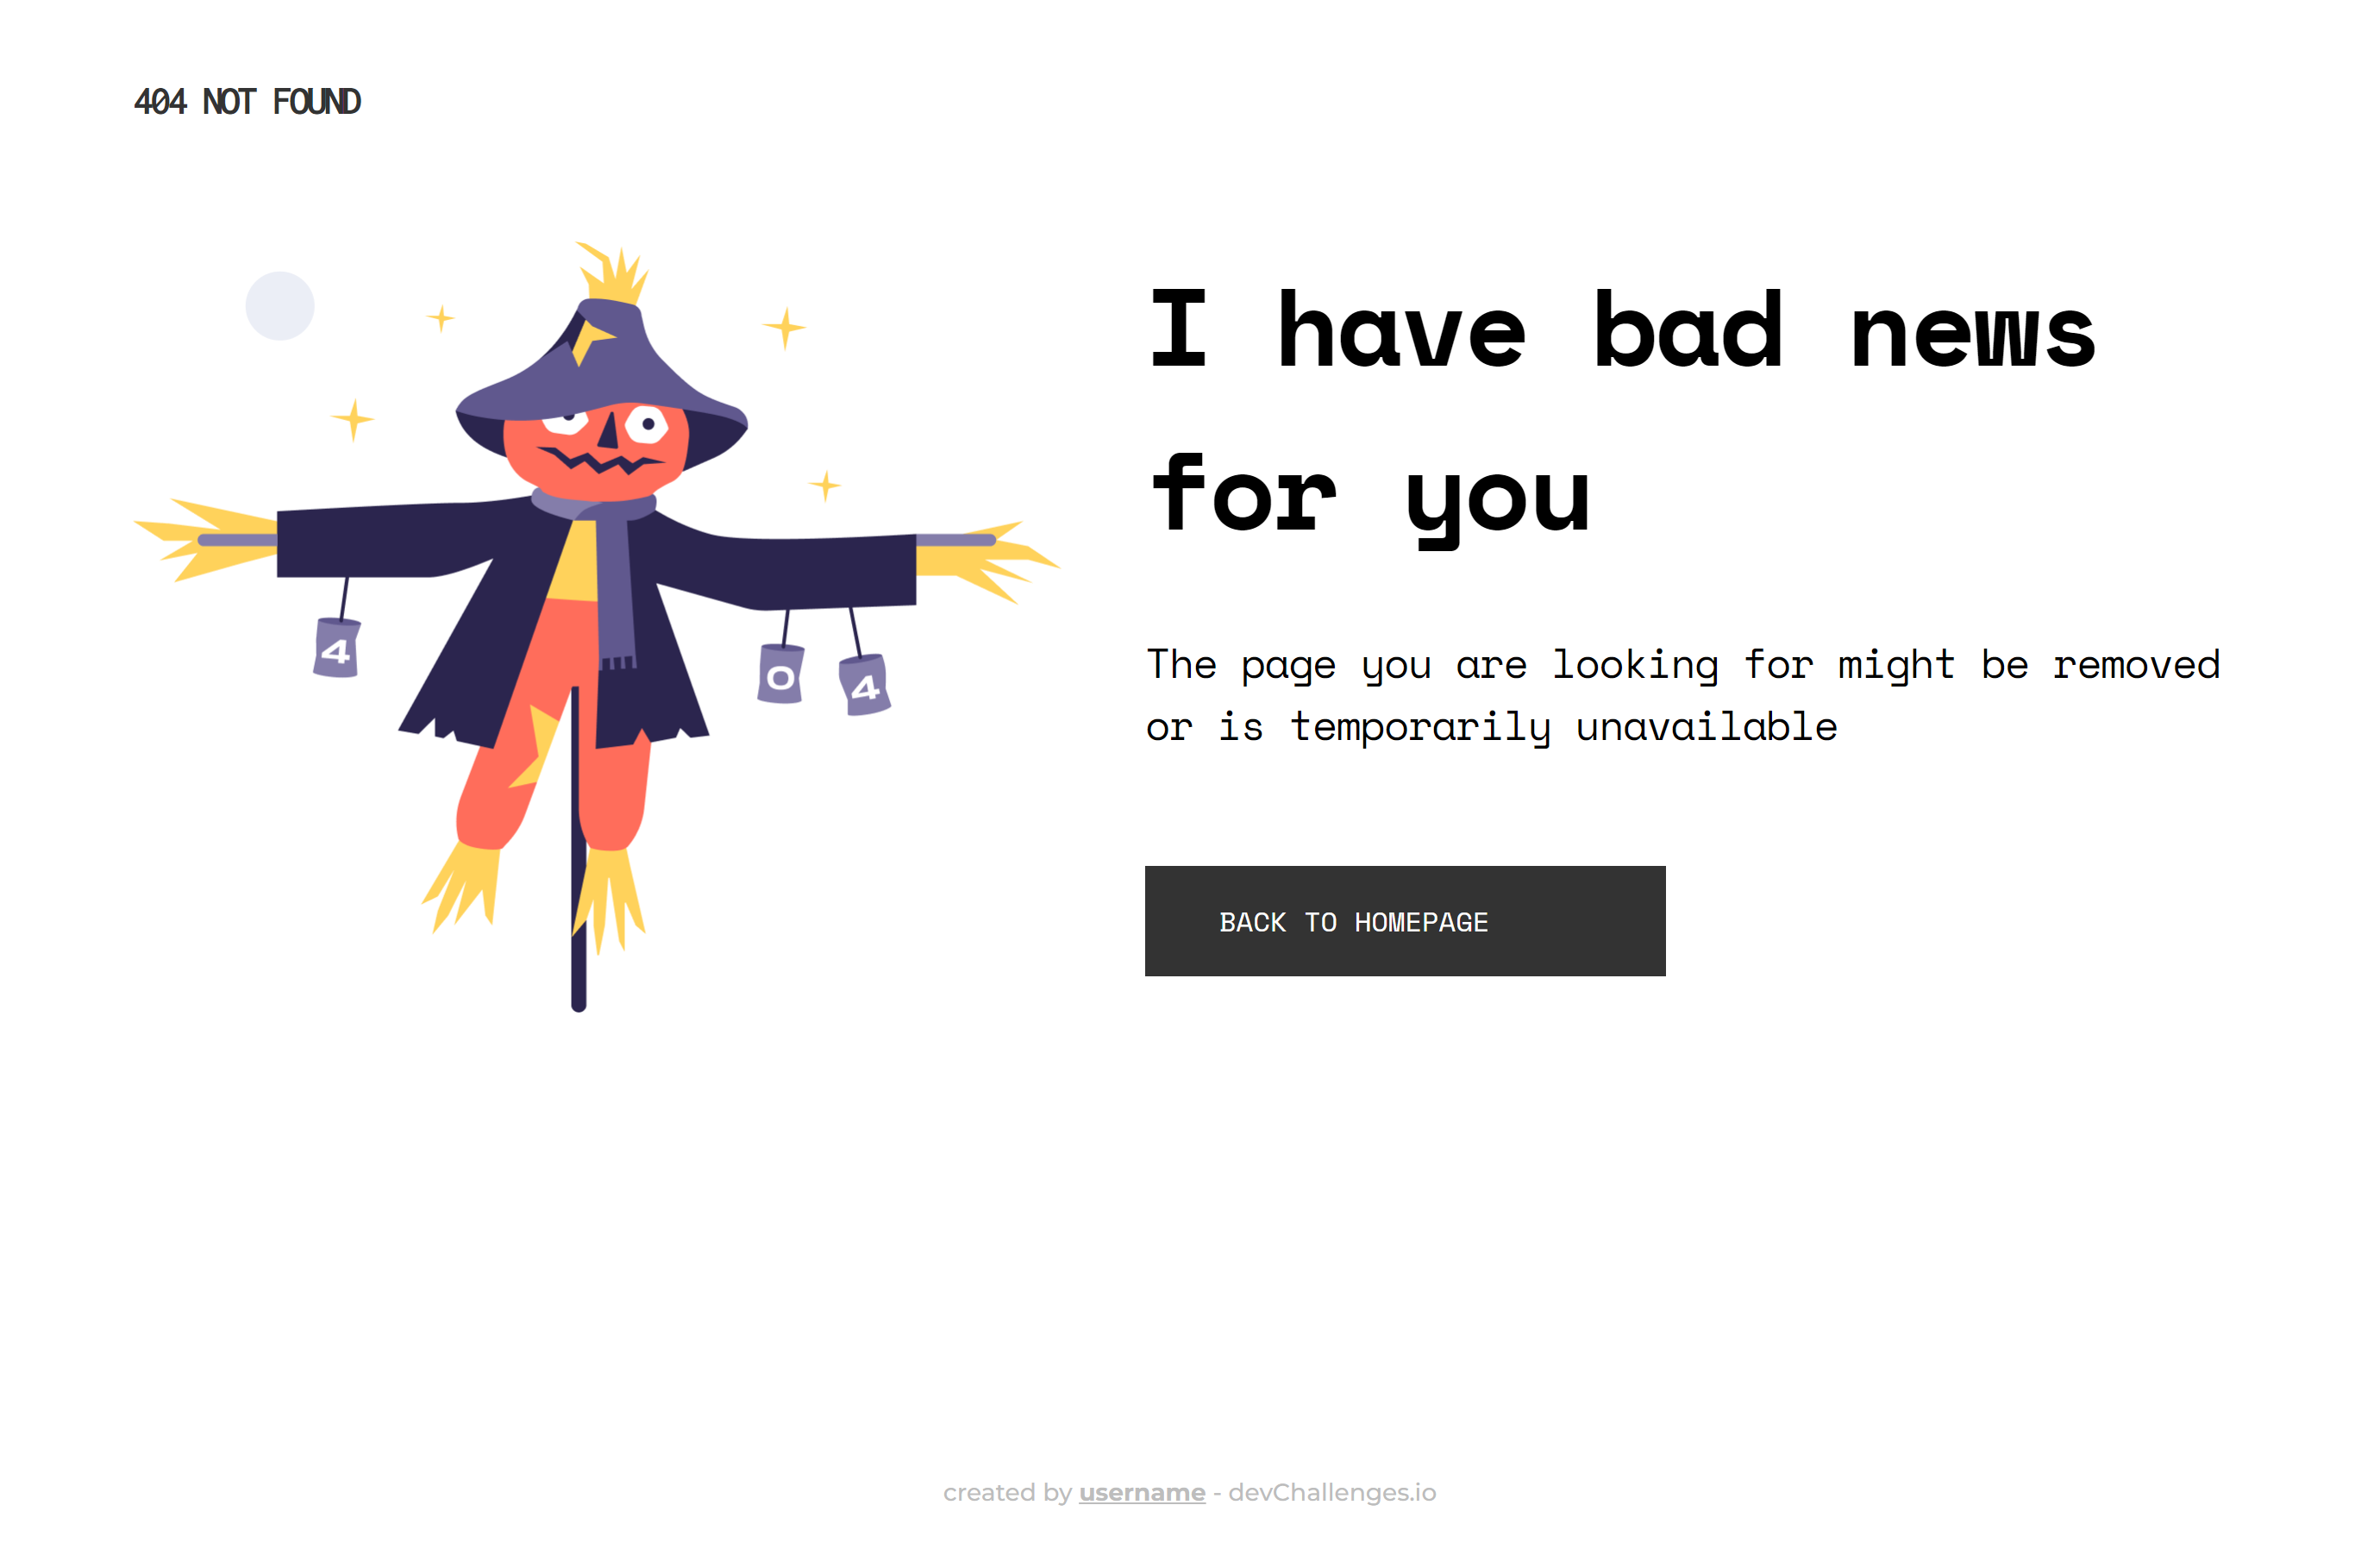 404 NOT FOUND
I have bad news
for you
The page you are looking for might be removed
or is temporarily unavailable
4
0
4
BACK TO HOMEPAGE
created by username - devChallenges.io